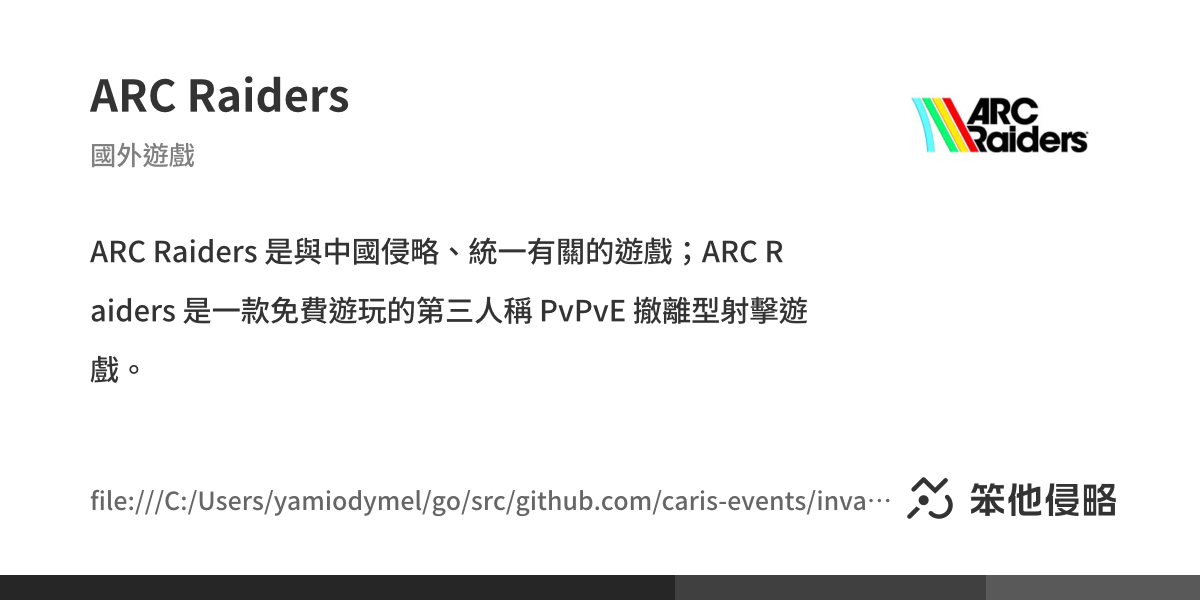 ARC Raiders
國外遊戲
ARC
Raiders
ARC Raiders 是與中國侵略、統一有關的遊戲；ARC R
aiders 是一款免費遊玩的第三人稱 PvPvE 撤離型射擊遊
戲。
file:///C:/Users/yamiodymel/go/src/github.com/caris-events/inva…
笨他侵略